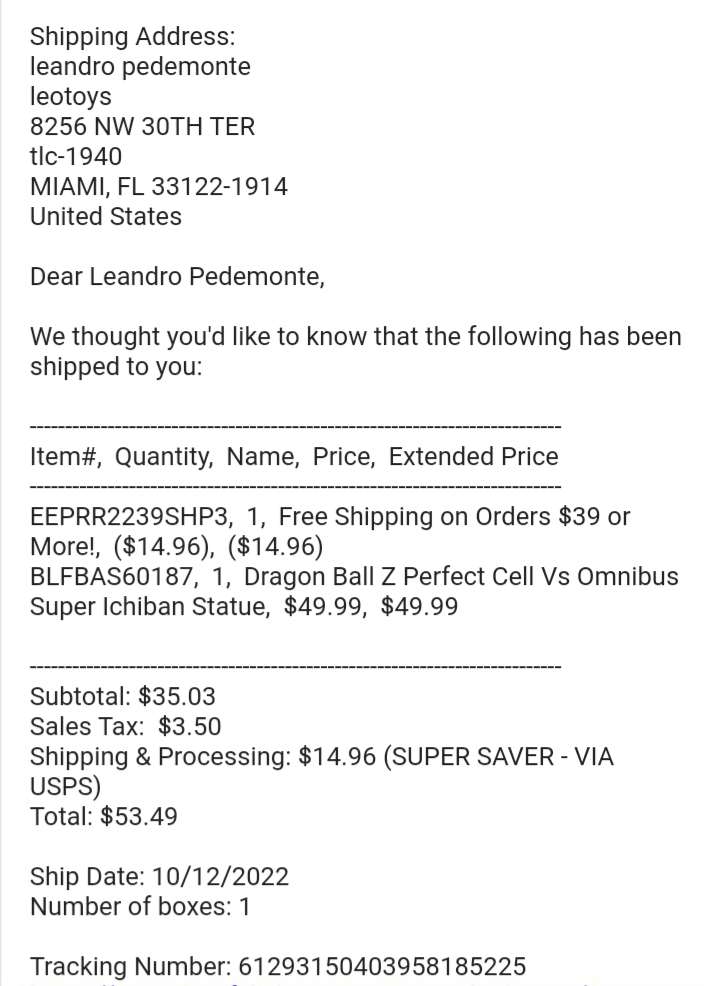 Shipping Address:
leandro pedemonte
leotoys
8256 NW 30TH TER
tlc-1940
MIAMI, FL 33122-1914
United States
Dear Leandro Pedemonte,
We thought you'd like to know that the following has been
shipped to you:
---------------------------------------------------------------------------
Item#,  Quantity,  Name,  Price,  Extended Price
---------------------------------------------------------------------------
EEPRR2239SHP3,  1,  Free Shipping on Orders $39 or
More!,  ($14.96),  ($14.96)
BLFBAS60187,  1,  Dragon Ball Z Perfect Cell Vs Omnibus
Super Ichiban Statue,  $49.99,  $49.99
---------------------------------------------------------------------------
Subtotal: $35.03
Sales Tax:  $3.50
Shipping & Processing: $14.96 (SUPER SAVER - VIA
USPS)
Total: $53.49
Ship Date: 10/12/2022
Number of boxes: 1
Tracking Number: 61293150403958185225